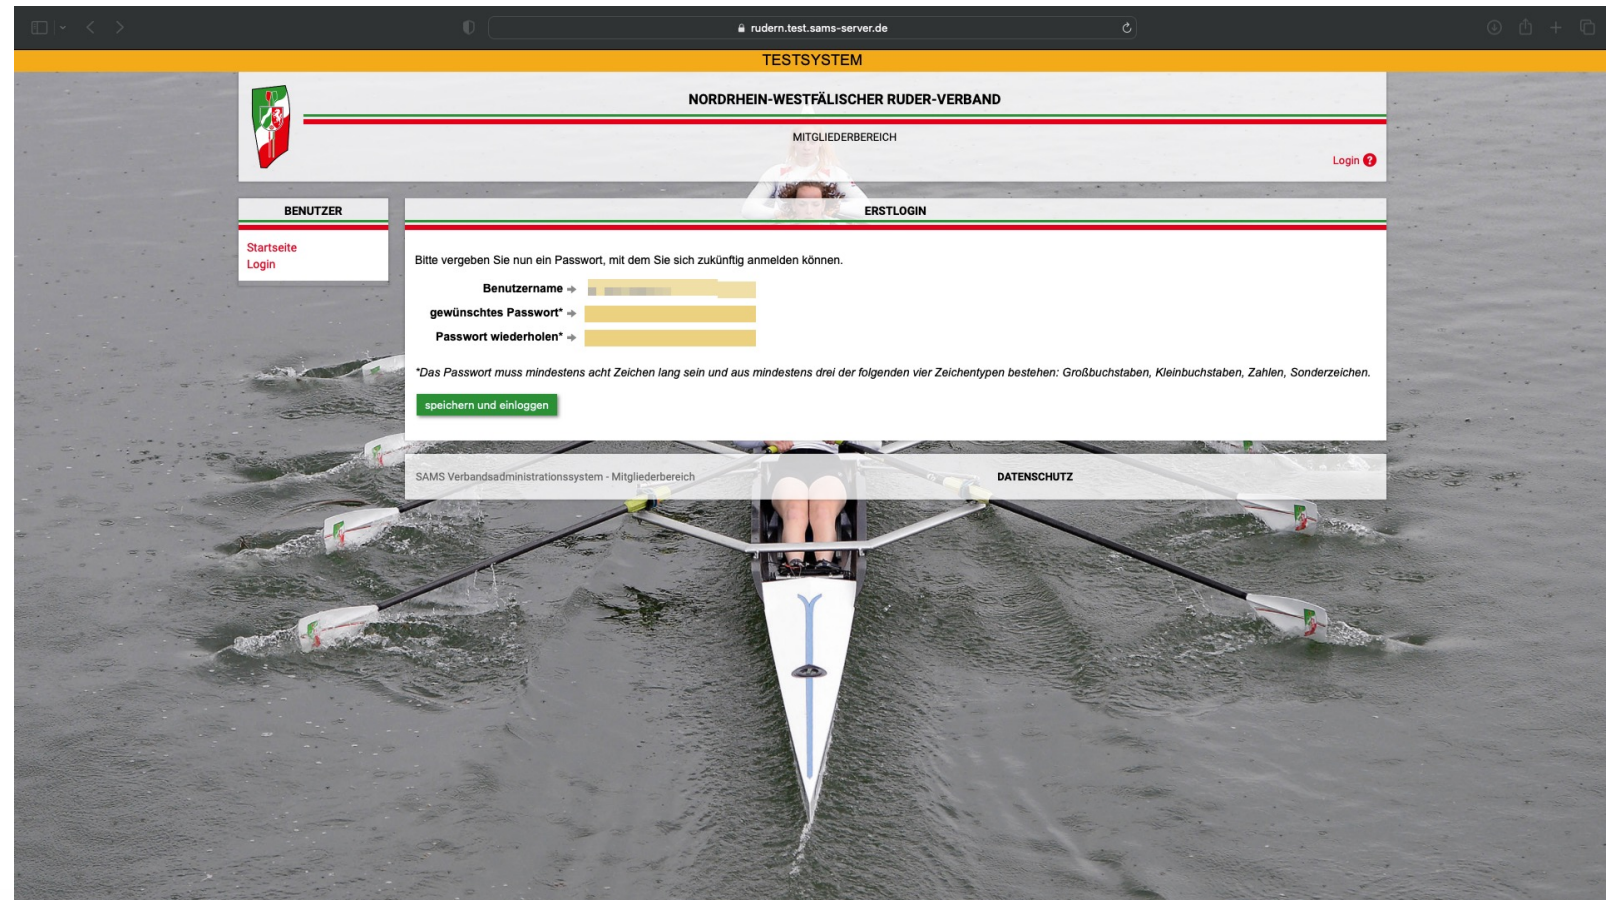 rudern.test.sams-server.de
TESTSYSTEM
NORDRHEIN-WESTFÄLISCHER RUDER-VERBAND
MITGLIEDERBEREICH
Login ?
BENUTZER
Startseite
Login
ERSTLOGIN
Bitte vergeben Sie nun ein Passwort, mit dem Sie sich zukünftig anmelden können.
Benutzername
gewünschtes Passwort*
Passwort wiederholen*
*Das Passwort muss mindestens acht Zeichen lang sein und aus mindestens drei der folgenden vier Zeichentypen bestehen: Großbuchstaben, Kleinbuchstaben, Zahlen, Sonderzeichen.
speichern und einloggen
SAMS Verbandsadministrationssystem - Mitgliederbereich
DATENSCHUTZ